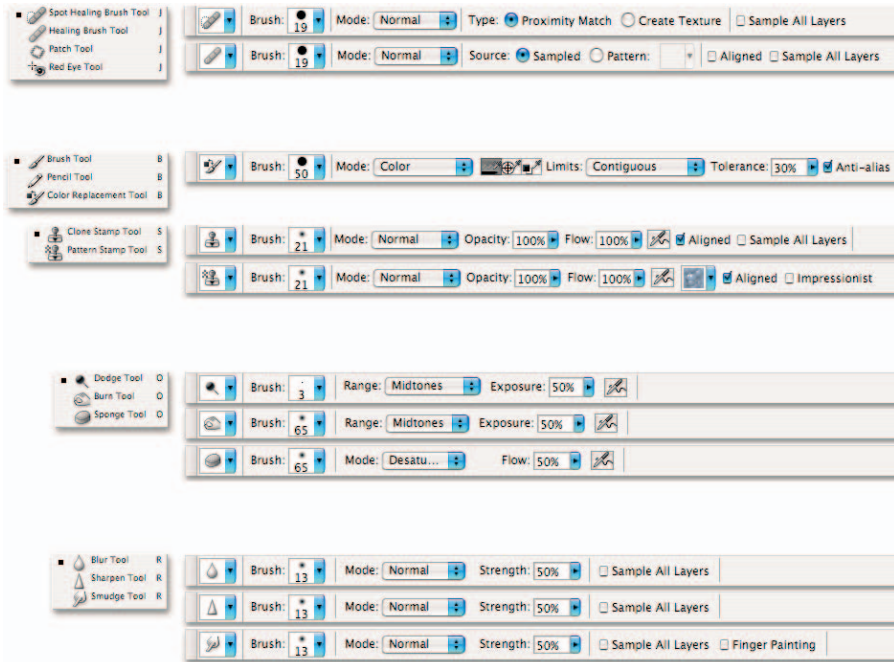 Spot Healing Brush Tool J
Healing Brush Tool J
Patch Tool J
Red Eye Tool J
Brush: 19 Mode: Normal Type: Proximity Match Create Texture Sample All Layers
Brush: 19 Mode: Normal Source: Sampled Pattern: Aligned Sample All Layers
Brush Tool B
Pencil Tool B
Color Replacement Tool B
Brush: 50 Mode: Color Limits: Contiguous Tolerance: 30% Anti-alias
Clone Stamp Tool S
Pattern Stamp Tool S
Brush: 21 Mode: Normal Opacity: 100% Flow: 100% Aligned Sample All Layers
Brush: 21 Mode: Normal Opacity: 100% Flow: 100% Aligned Impressionist
Dodge Tool O
Burn Tool O
Sponge Tool O
Brush: 3 Range: Midtones Exposure: 50%
Brush: 65 Range: Midtones Exposure: 50%
Brush: 65 Mode: Desatu... Flow: 50%
Blur Tool R
Sharpen Tool R
Smudge Tool R
Brush: 13 Mode: Normal Strength: 50% Sample All Layers
Brush: 13 Mode: Normal Strength: 50% Sample All Layers
Brush: 13 Mode: Normal Strength: 50% Sample All Layers Finger Painting